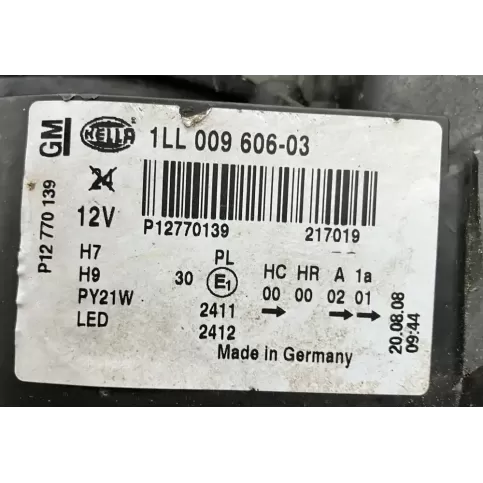 GM HELLA 1LL 009 606-03
P12 770 139
24
12V
P12770139 217019
H7
H9
PY21W
LED
PL
30 E1
2411
2412
HC HR A 1a
00 00 02 01
→ → →
Made in Germany
20.08.08
09:44